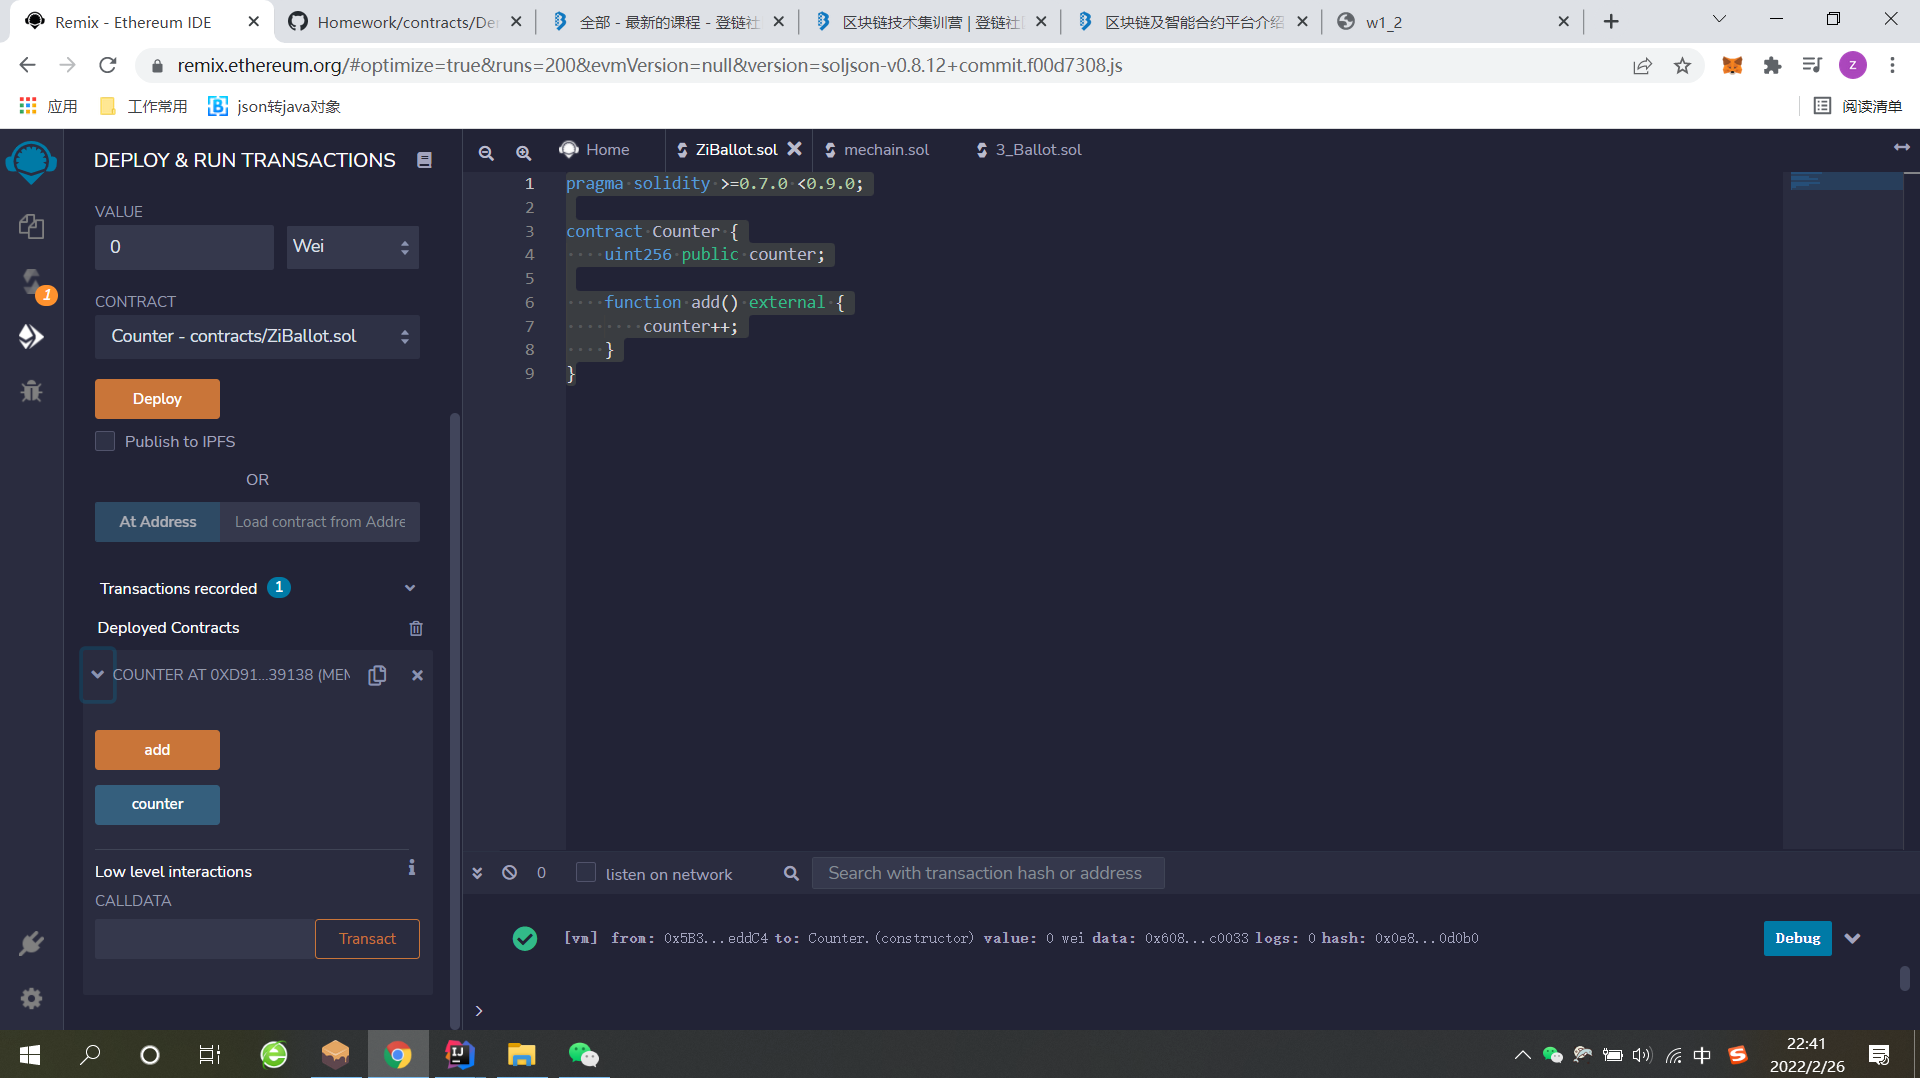 Remix - Ethereum IDE
Homework/contracts/De
全部 - 最新的课程 - 登链社
区块链技术集训营 | 登链社
区块链及智能合约平台介绍
w1_2
remix.ethereum.org/#optimize=true&runs=200&evmVersion=null&version=soljson-v0.8.12+commit.f00d7308.js
Z
应用
工作常用
json转java对象
阅读清单
DEPLOY & RUN TRANSACTIONS
VALUE
0
Wei
CONTRACT
1
Counter - contracts/ZiBallot.sol
Deploy
Publish to IPFS
OR
At Address
Load contract from Addre
Transactions recorded 1
Deployed Contracts
COUNTER AT 0XD91...39138 (MEM
add
counter
Low level interactions
i
CALLDATA
Transact
Home
ZiBallot.sol
mechain.sol
3_Ballot.sol
1 pragma solidity >=0.7.0 <0.9.0;
2
3 contract Counter {
4 uint256 public counter;
5
6 function add() external {
7 counter++;
8 }
9 }
0
listen on network
Search with transaction hash or address
[vm] from: 0x5B3...eddC4 to: Counter.(constructor) value: 0 wei data: 0x608...c0033 logs: 0 hash: 0x0e8...0d0b0
Debug
>
中
22:41
2022/2/26